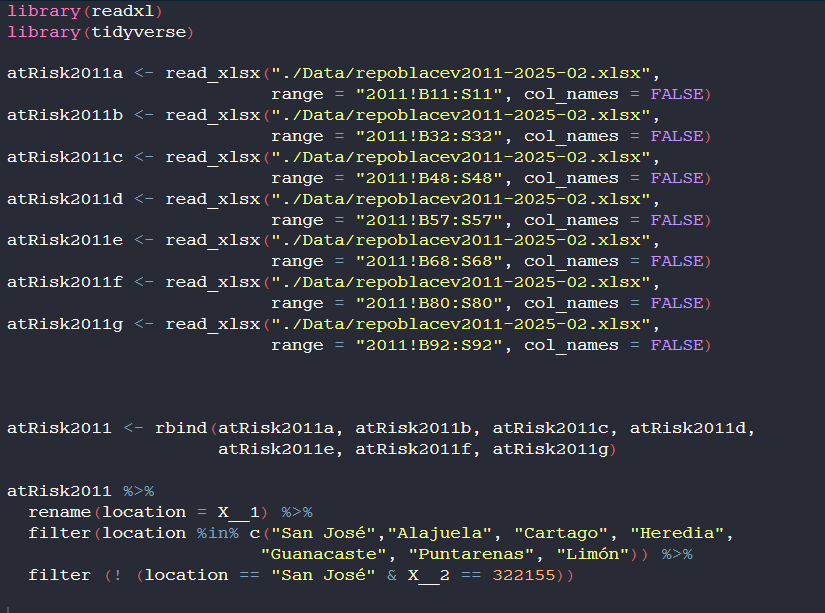 library(readxl)
library(tidyverse)
atRisk2011a <- read_xlsx("./Data/repoblacev2011-2025-02.xlsx",
range = "2011!B11:S11", col_names = FALSE)
atRisk2011b <- read_xlsx("./Data/repoblacev2011-2025-02.xlsx",
range = "2011!B32:S32", col_names = FALSE)
atRisk2011c <- read_xlsx("./Data/repoblacev2011-2025-02.xlsx",
range = "2011!B48:S48", col_names = FALSE)
atRisk2011d <- read_xlsx("./Data/repoblacev2011-2025-02.xlsx",
range = "2011!B57:S57", col_names = FALSE)
atRisk2011e <- read_xlsx("./Data/repoblacev2011-2025-02.xlsx",
range = "2011!B68:S68", col_names = FALSE)
atRisk2011f <- read_xlsx("./Data/repoblacev2011-2025-02.xlsx",
range = "2011!B80:S80", col_names = FALSE)
atRisk2011g <- read_xlsx("./Data/repoblacev2011-2025-02.xlsx",
range = "2011!B92:S92", col_names = FALSE)
atRisk2011 <- rbind(atRisk2011a, atRisk2011b, atRisk2011c, atRisk2011d,
atRisk2011e, atRisk2011f, atRisk2011g)
atRisk2011 %>%
rename(location = X__1) %>%
filter(location %in% c("San José","Alajuela", "Cartago", "Heredia",
"Guanacaste", "Puntarenas", "Limón")) %>%
filter (! (location == "San José" & X__2 == 322155))